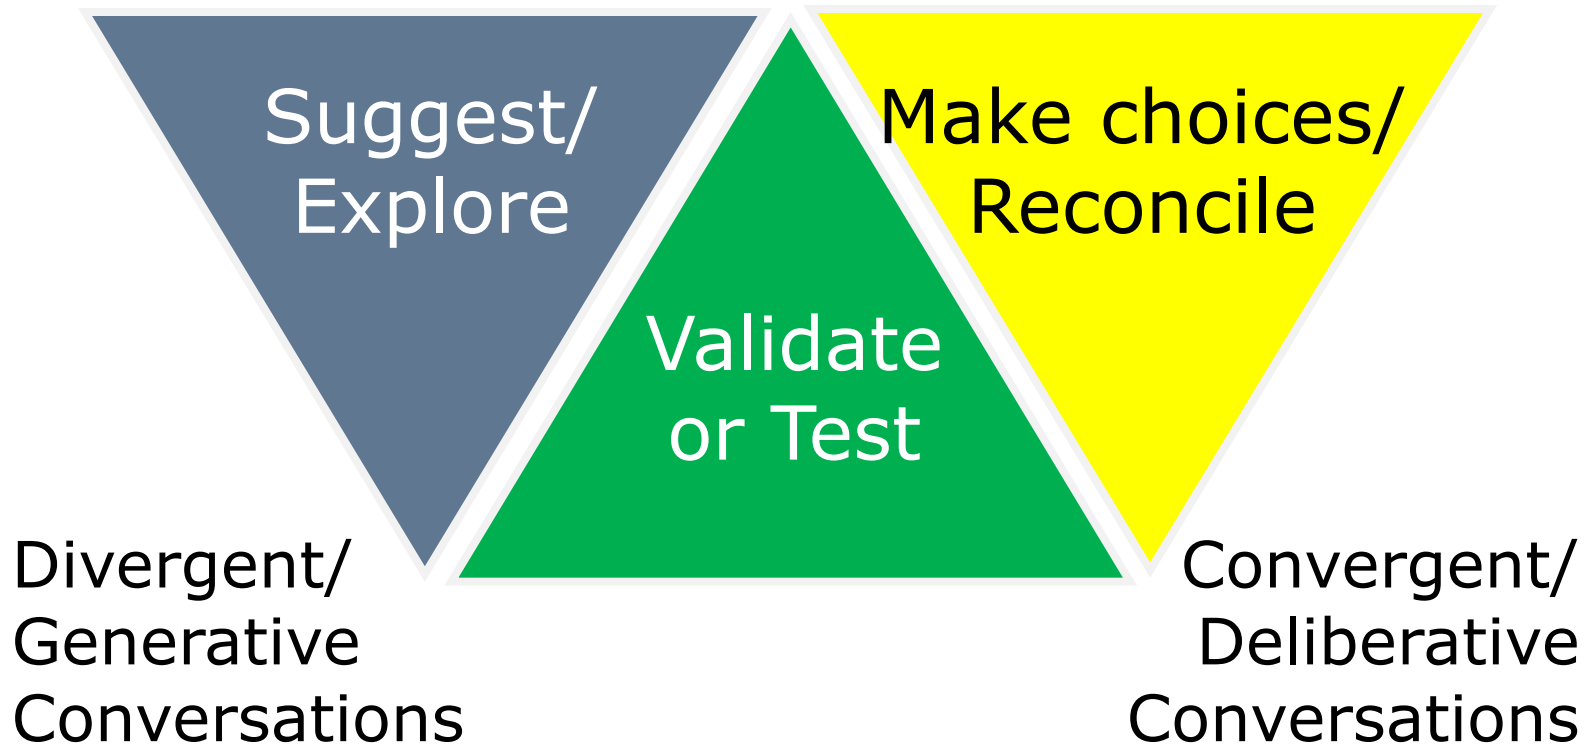 Suggest/
Explore
Make choices/
Reconcile
Validate
or Test
Divergent/
Generative
Conversations
Convergent/
Deliberative
Conversations